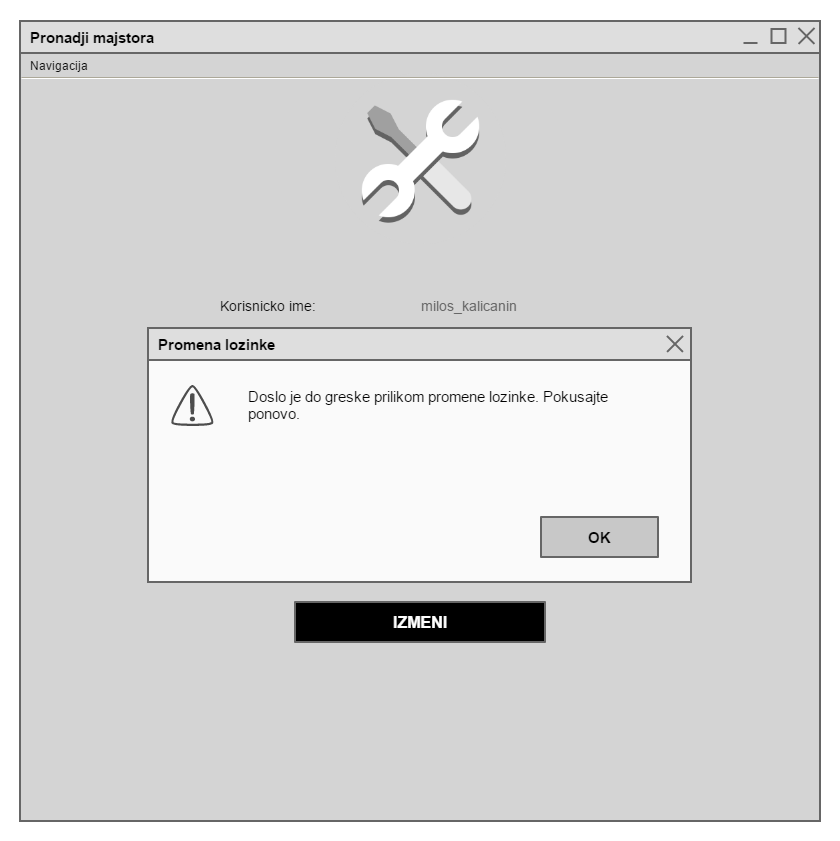 Pronadji majstora
Navigacija
Korisnicko ime: milos_kalicanin
Promena lozinke
Doslo je do greske prilikom promene lozinke. Pokusajte
ponovo.
OK
IZMENI